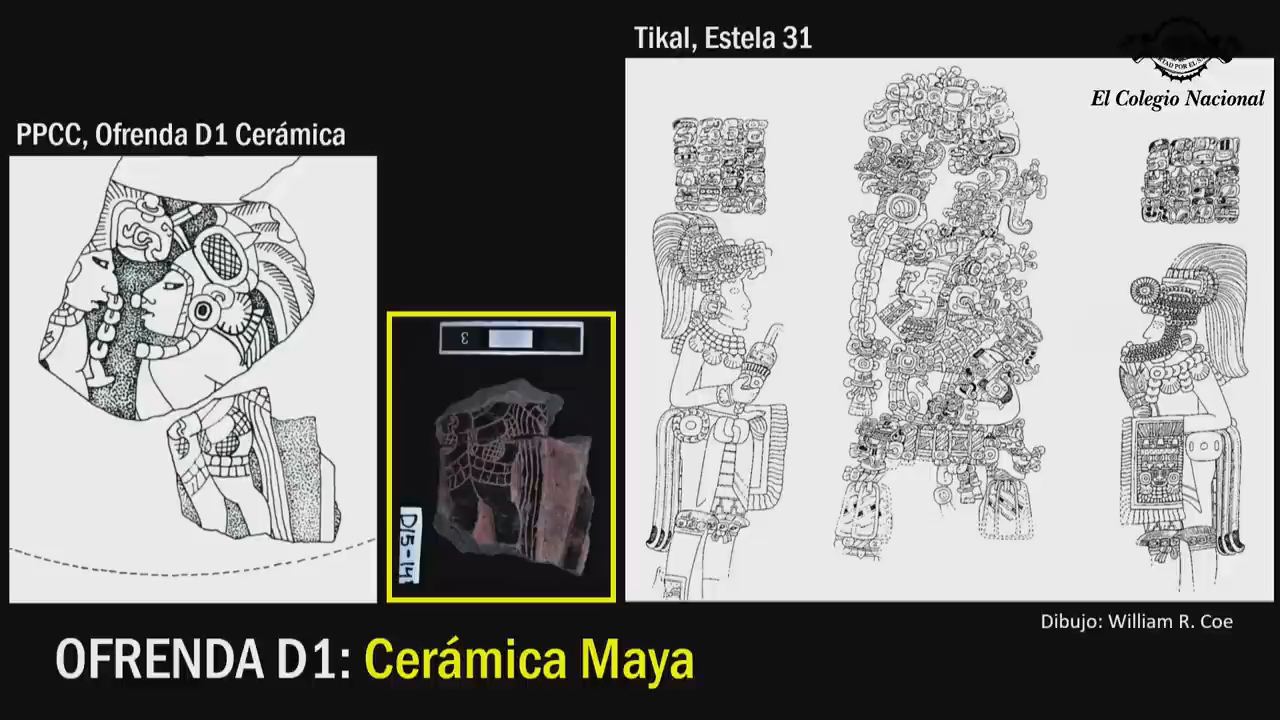 Tikal, Estela 31
El Colegio Nacional
PPCC, Ofrenda D1 Cerámica
3
D15-14
Dibujo: William R. Coe
OFRENDA D1: Cerámica Maya